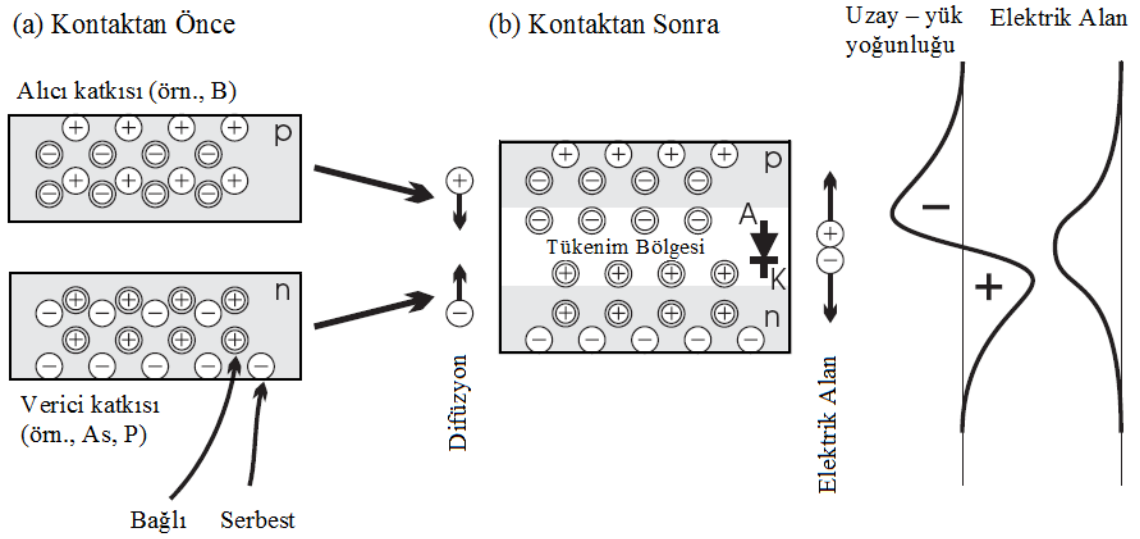 (a) Kontaktan Önce
Alıcı katkısı (örn., B)
p
n
Verici katkısı
(örn., As, P)
Bağlı
Serbest
Difüzyon
(b) Kontaktan Sonra
p
A
Tükenim Bölgesi
K
n
Elektrik Alan
Uzay – yük
yoğunluğu
Elektrik Alan